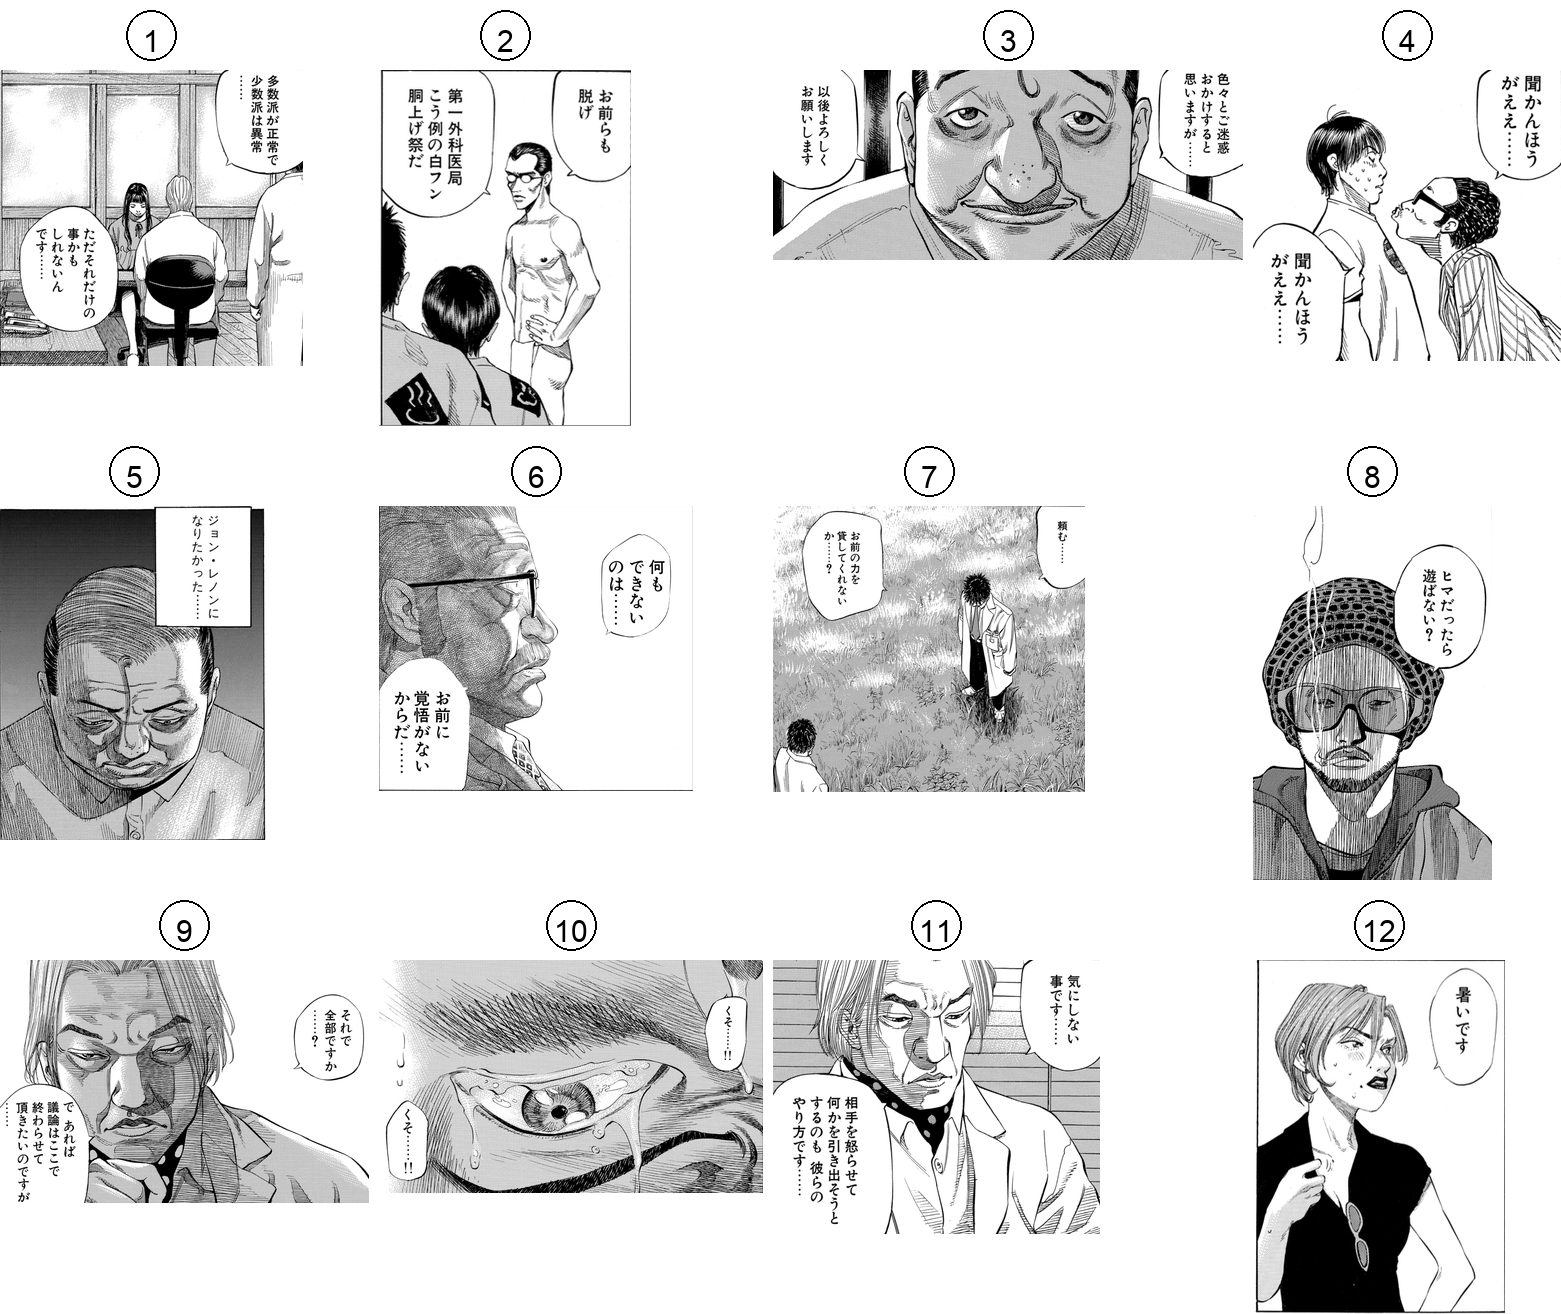 1
多数派が正常で
少数派は異常
……
ただそれだけの
事かも
しれないん
です……
2
お前らも
脱げ
第一外科医局
こう例の白フン
胴上げ祭だ
3
色々とご迷惑
おかけすると
思いますが……
以後よろしく
お願いします
4
聞かんほう
がええ……
聞かんほう
がええ……
5
ジョン・レノンに
なりたかった……
6
何も
できない
のは……
お前に
覚悟がない
からだ……
7
頼む……
お前の力を
貸してくれない
か……?
8
ヒマだったら
遊ばない?
9
それで
全部ですか
……?
で あれば
議論はここで
終わらせて
頂きたいのですが
……
10
くそ……!!
くそ……!!
11
気にしない
事です……
相手を怒らせて
何かを引き出そうと
するのも 彼らの
やり方です……
12
暑いです